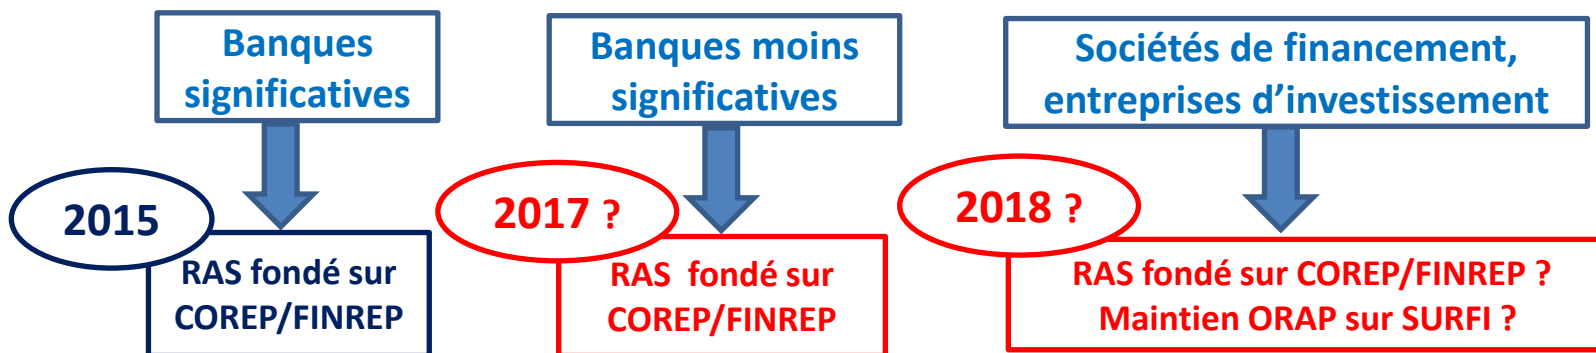 Banques
significatives
Banques moins
significatives
Sociétés de financement,
entreprises d'investissement
2015
2017 ?
2018 ?
RAS fondé sur
COREP/FINREP
RAS fondé sur
COREP/FINREP
RAS fondé sur COREP/FINREP ?
Maintien ORAP sur SURFI ?